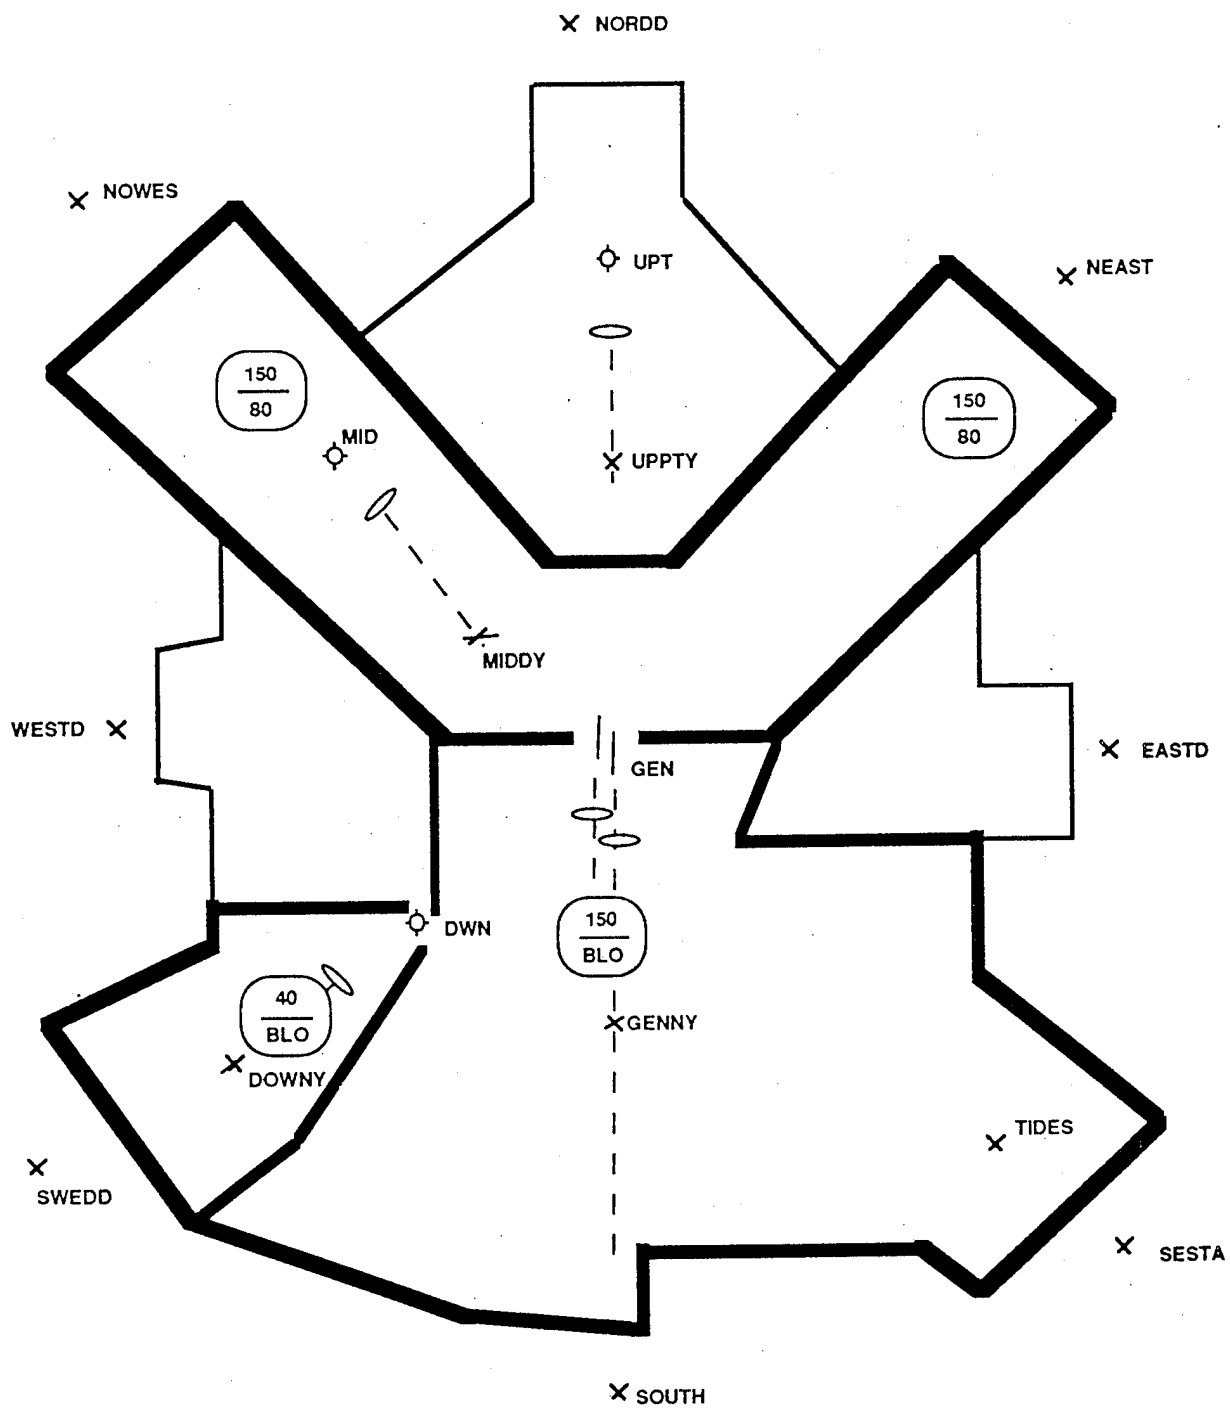 NORDD
NOWES
UPT
NEAST
150
80
150
80
MID
UPPTY
MIDDY
WESTD
EASTD
GEN
150
BLO
DWN
40
BLO
GENNY
DOWNY
TIDES
SWEDD
SESTA
SOUTH